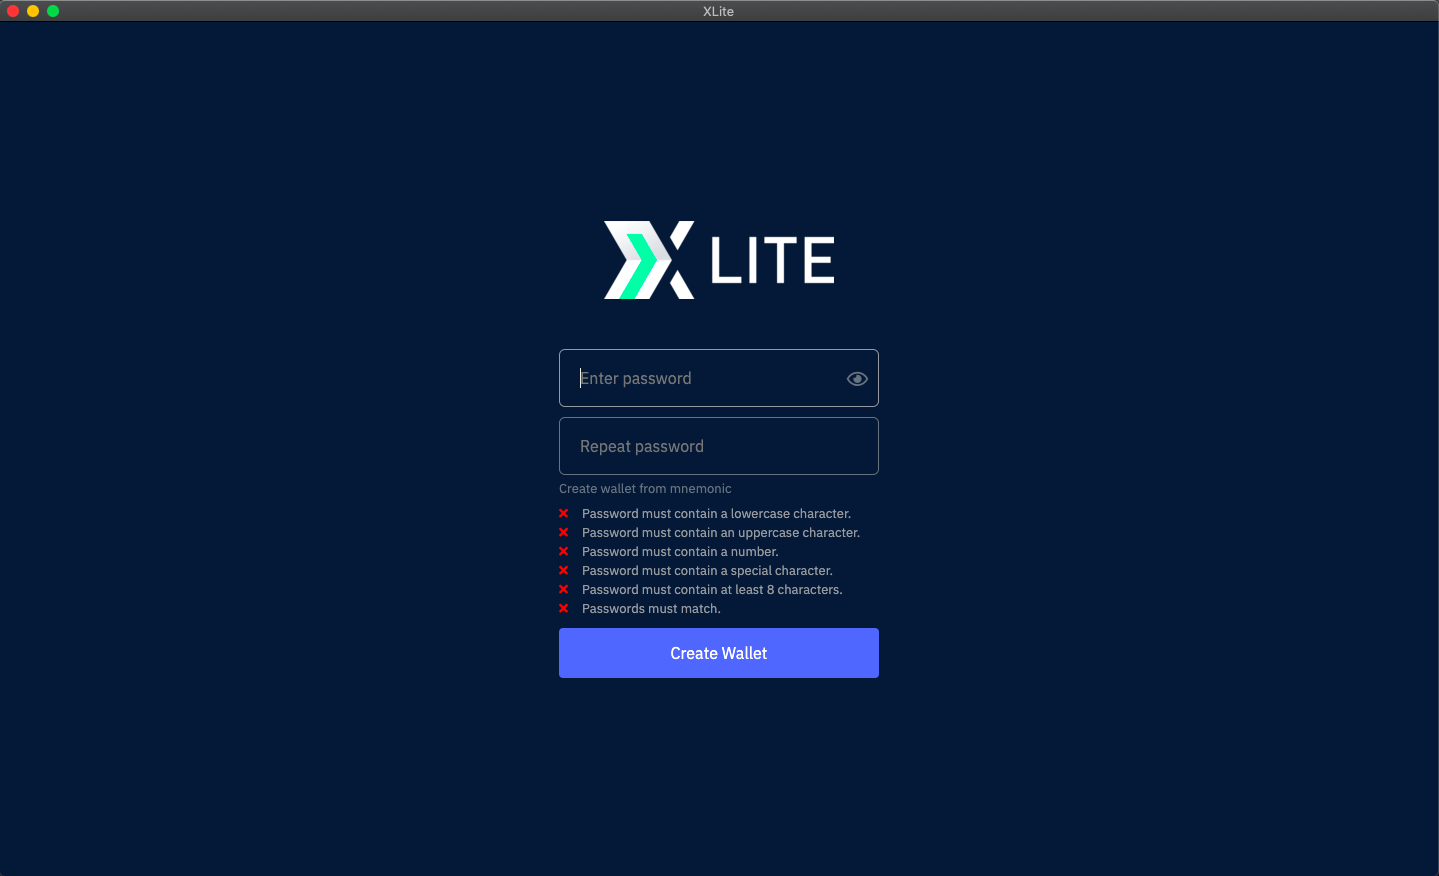 XLite
X LITE
Enter password
Repeat password
Create wallet from mnemonic
Password must contain a lowercase character.
Password must contain an uppercase character.
Password must contain a number.
Password must contain a special character.
Password must contain at least 8 characters.
Passwords must match.
Create Wallet